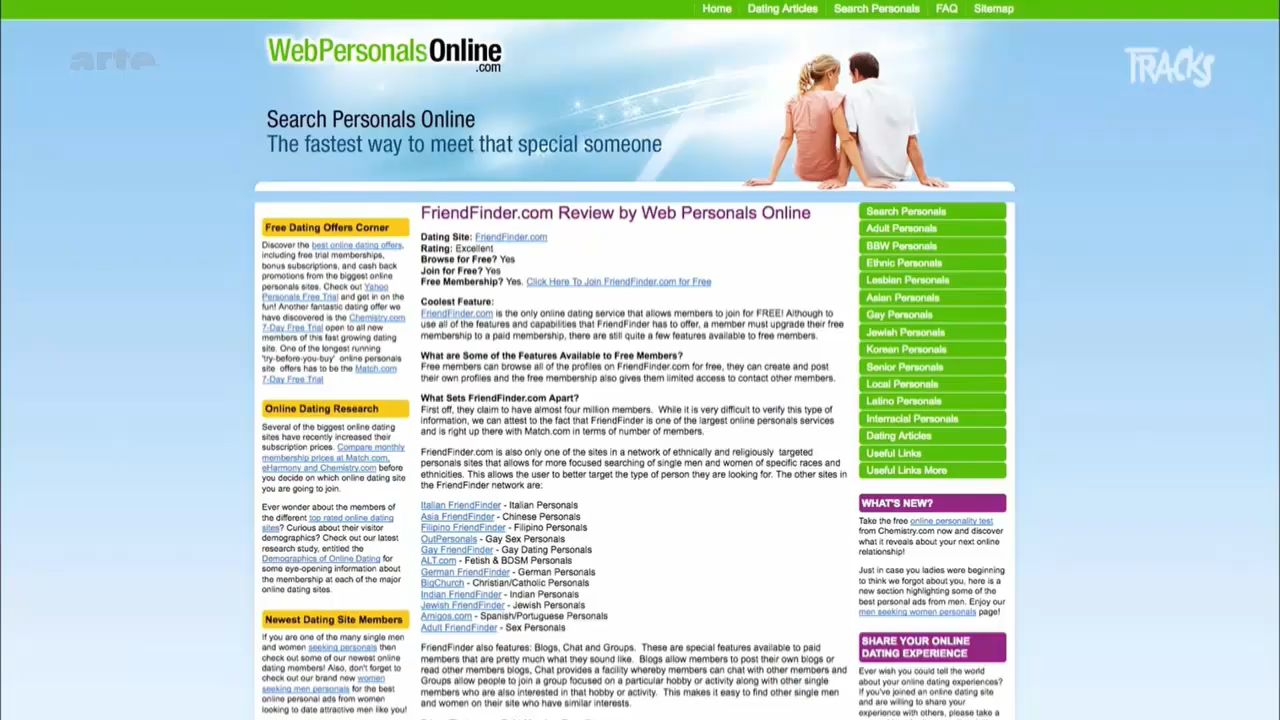 Home Dating Articles Search Personals FAQ Sitemap
arte
TRACKS
WebPersonalsOnline
.com
Search Personals Online
The fastest way to meet that special someone
Free Dating Offers Corner
Discover the best online dating offers,
including free trial memberships,
bonus subscriptions, and cash back
promotions from the biggest online
personals sites. Check out Yahoo
Personals Free Trial and get in on the
fun! Another fantastic dating offer we
have discovered is the Chemistry.com
7-Day Free Trial open to all new
members of this fast growing dating
site. One of the longest running
'try-before-you-buy' online personals
site offers has to be the Match.com
7-Day Free Trial
Online Dating Research
Several of the biggest online dating
sites have recently increased their
subscription prices. Compare monthly
membership prices at Match.com,
eHarmony and Chemistry.com before
you decide on which online dating site
you are going to join.
Ever wonder about the members of
the different top rated online dating
sites? Curious about their visitor
demographics? Check out our latest
research study, entitled the
Demographics of Online Dating for
some eye-opening information about
the membership at each of the major
online dating sites.
Newest Dating Site Members
If you are one of the many single men
and women seeking personals then
check out some of our newest online
dating members! Also, don't forget to
check out our brand new women
seeking men personals for the best
online personal ads from women
looking to date attractive men like you!
FriendFinder.com Review by Web Personals Online
Dating Site: FriendFinder.com
Rating: Excellent
Browse for Free? Yes
Join for Free? Yes
Free Membership? Yes. Click Here To Join FriendFinder.com for Free
Coolest Feature:
FriendFinder.com is the only online dating service that allows members to join for FREE! Although to
use all of the features and capabilities that FriendFinder has to offer, a member must upgrade their free
membership to a paid membership, there are still quite a few features available to free members.
What are Some of the Features Available to Free Members?
Free members can browse all of the profiles on FriendFinder.com for free, they can create and post
their own profiles and the free membership also gives them limited access to contact other members.
What Sets FriendFinder.com Apart?
First off, they claim to have almost four million members. While it is very difficult to verify this type of
information, we can attest to the fact that FriendFinder is one of the largest online personals services
and is right up there with Match.com in terms of number of members.
FriendFinder.com is also only one of the sites in a network of ethnically and religiously targeted
personals sites that allows for more focused searching of single men and women of specific races and
ethnicities. This allows the user to better target the type of person they are looking for. The other sites in
the FriendFinder network are:
Italian FriendFinder - Italian Personals
Asia FriendFinder - Chinese Personals
Filipino FriendFinder - Filipino Personals
OutPersonals - Gay Sex Personals
Gay FriendFinder - Gay Dating Personals
ALT.com - Fetish & BDSM Personals
German FriendFinder - German Personals
BigChurch - Christian/Catholic Personals
Indian FriendFinder - Indian Personals
Jewish FriendFinder - Jewish Personals
Amigos.com - Spanish/Portuguese Personals
Adult FriendFinder - Sex Personals
FriendFinder also features: Blogs, Chat and Groups. These are special features available to paid
members that are pretty much what they sound like. Blogs allow members to post their own blogs or
read other members blogs, Chat provides a facility whereby members can chat with other members and
Groups allow people to join a group focused on a particular hobby or activity along with other single
members who are also interested in that hobby or activity. This makes it easy to find other single men
and women on their site who have similar interests.
Search Personals
Adult Personals
BBW Personals
Ethnic Personals
Lesbian Personals
Asian Personals
Gay Personals
Jewish Personals
Korean Personals
Senior Personals
Local Personals
Latino Personals
Interracial Personals
Dating Articles
Useful Links
Useful Links More
WHAT'S NEW?
Take the free online personality test
from Chemistry.com now and discover
what it reveals about your next online
relationship!
Just in case you ladies were beginning
to think we forgot about you, here is a
new section highlighting some of the
best personal ads from men. Enjoy our
men seeking women personals page!
SHARE YOUR ONLINE
DATING EXPERIENCE
Ever wish you could tell the world
about your online dating experiences?
If you've joined an online dating site
and are willing to share your
experience with others, please take a